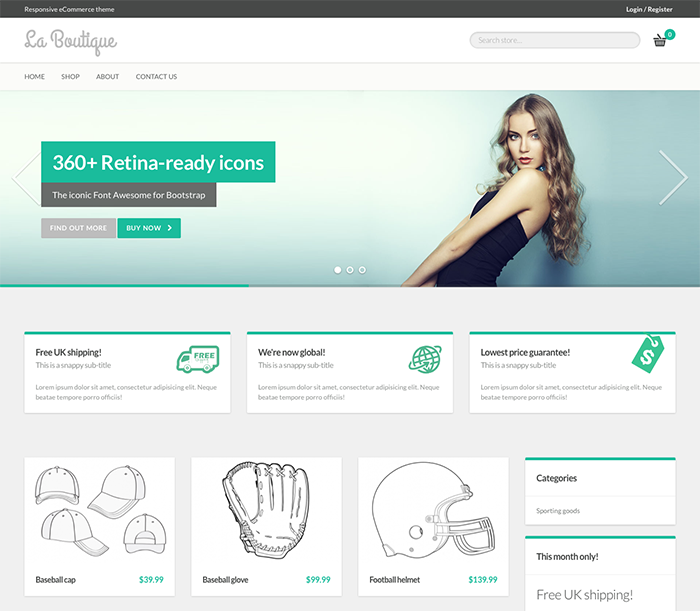 Responsive eCommerce theme
Login / Register
La Boutique
Search store...
0
HOME SHOP ABOUT CONTACT US
360+ Retina-ready icons
The iconic Font Awesome for Bootstrap
FIND OUT MORE
BUY NOW
Free UK shipping!
This is a snappy sub-title
FREE
Lorem ipsum dolor sit amet, consectetur adipisicing elit. Neque
beatae tempore porro officiis!
We're now global!
This is a snappy sub-title
Lorem ipsum dolor sit amet, consectetur adipisicing elit. Neque
beatae tempore porro officiis!
Lowest price guarantee!
This is a snappy sub-title
$
Lorem ipsum dolor sit amet, consectetur adipisicing elit. Neque
beatae tempore porro officiis!
Baseball cap $39.99
Baseball glove $99.99
Football helmet $139.99
Categories
Sporting goods
This month only!
Free UK shipping!